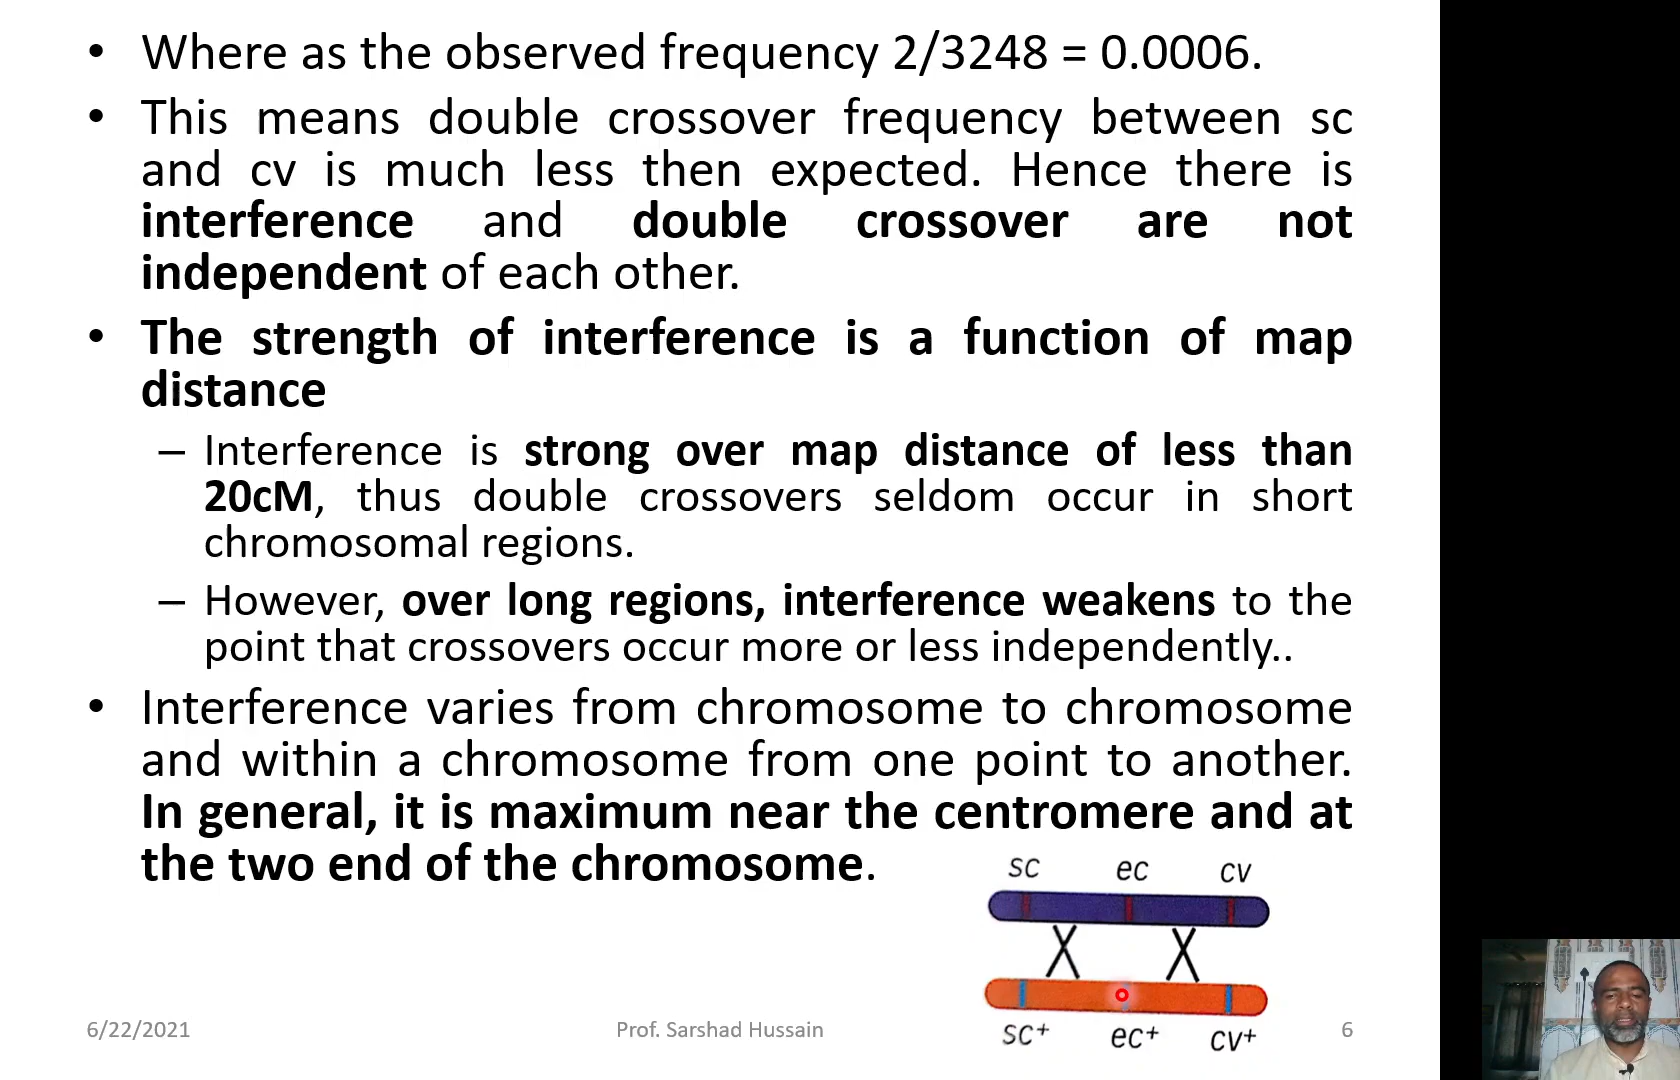 • Where as the observed frequency 2/3248 = 0.0006.
• This means double crossover frequency between sc
and cv is much less then expected. Hence there is
interference and double crossover are not
independent of each other.
• The strength of interference is a function of map
distance
– Interference is strong over map distance of less than
20cM, thus double crossovers seldom occur in short
chromosomal regions.
– However, over long regions, interference weakens to the
point that crossovers occur more or less independently..
• Interference varies from chromosome to chromosome
and within a chromosome from one point to another.
In general, it is maximum near the centromere and at
the two end of the chromosome.
sc ec cv
sc+ ec+ cv+
6/22/2021 Prof. Sarshad Hussain 6